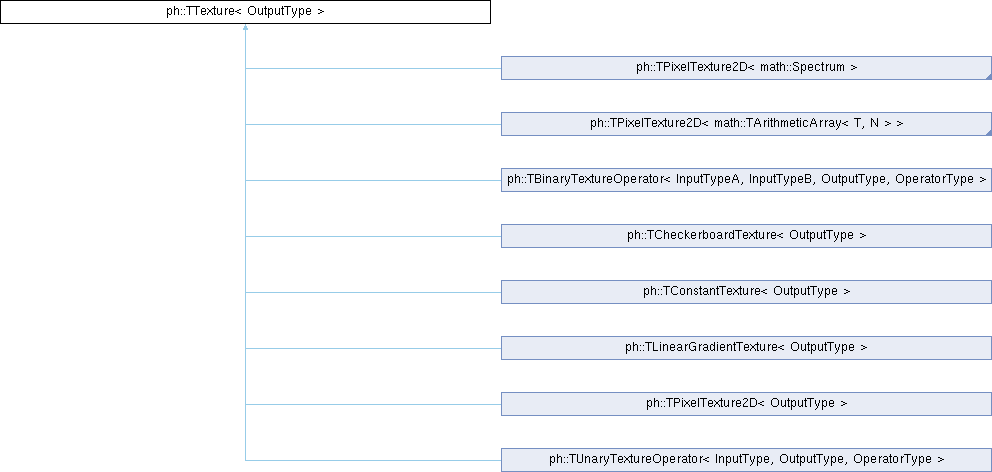 ph::TTexture< OutputType >
ph::TPixelTexture2D< math::Spectrum >
ph::TPixelTexture2D< math::TArithmeticArray< T, N > >
ph::TBinaryTextureOperator< InputTypeA, InputTypeB, OutputType, OperatorType >
ph::TCheckerboardTexture< OutputType >
ph::TConstantTexture< OutputType >
ph::TLinearGradientTexture< OutputType >
ph::TPixelTexture2D< OutputType >
ph::TUnaryTextureOperator< InputType, OutputType, OperatorType >